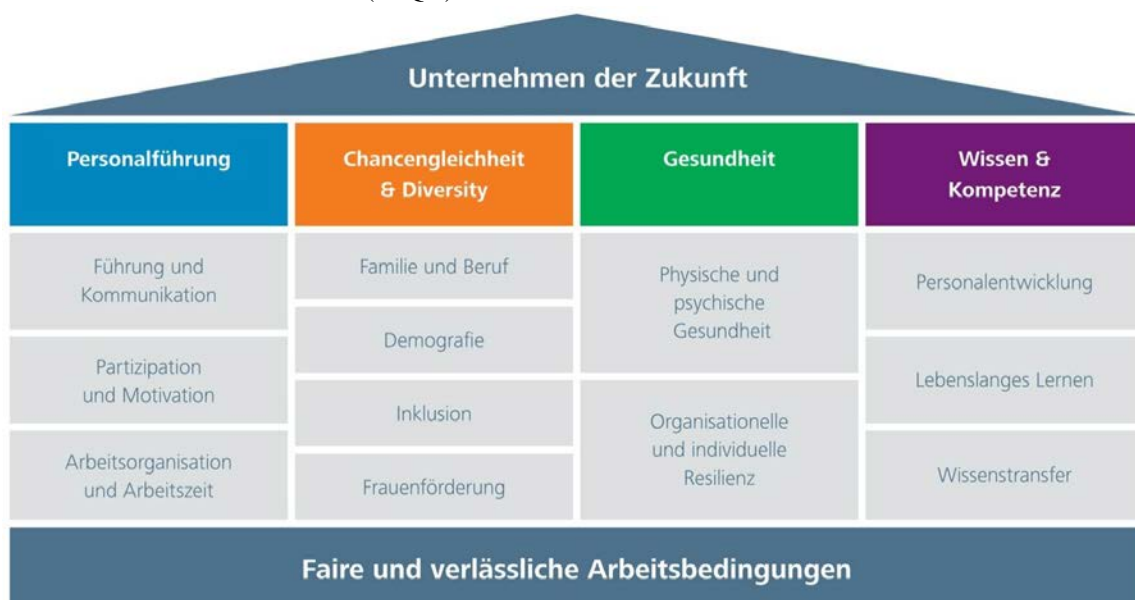 Unternehmen der Zukunft
Personalführung
Führung und
Kommunikation
Partizipation
und Motivation
Arbeitsorganisation
und Arbeitszeit
Chancengleichheit
& Diversity
Familie und Beruf
Demografie
Inklusion
Frauenförderung
Gesundheit
Physische und
psychische
Gesundheit
Organisationelle
und individuelle
Resilienz
Wissen &
Kompetenz
Personalentwicklung
Lebenslanges Lernen
Wissenstransfer
Faire und verlässliche Arbeitsbedingungen